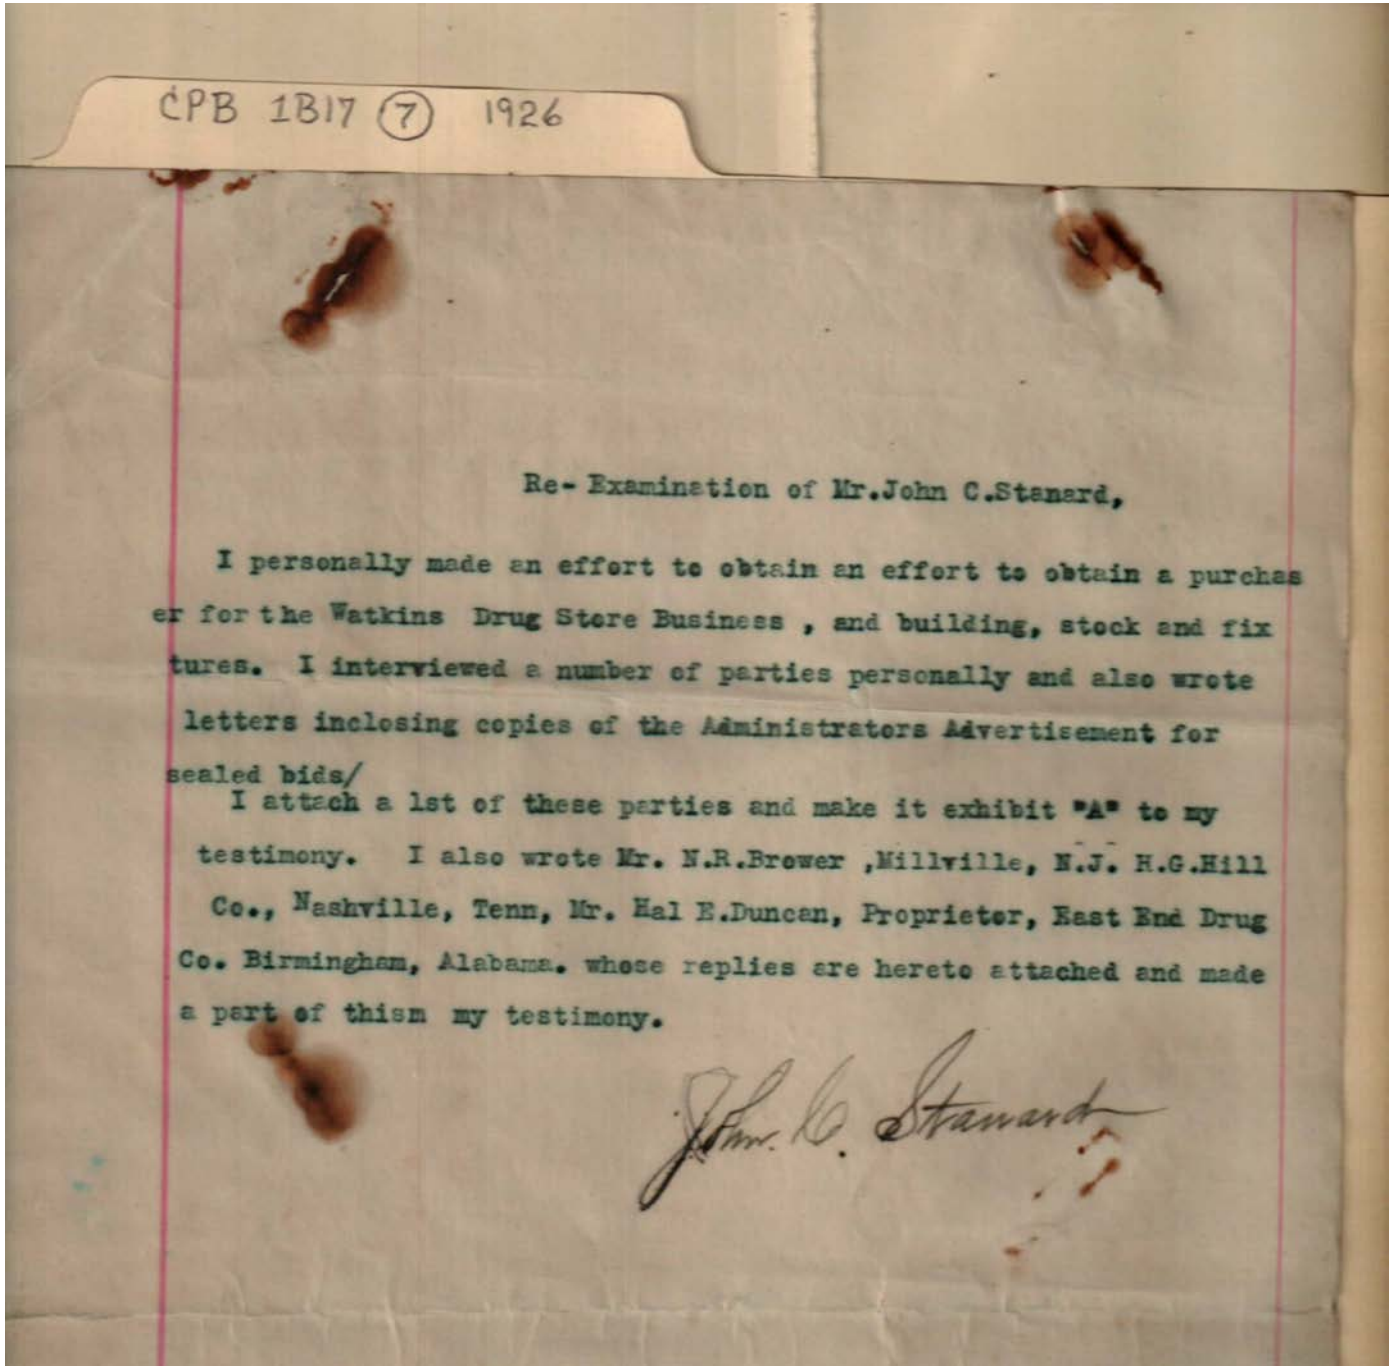 CPB 1B17 7 1926
Re- Examination of Mr.John C.Stanard,
I personally made an effort to obtain an effort to obtain a purchas
er for the Watkins Drug Store Business , and building, stock and fix
tures. I interviewed a number of parties personally and also wrote
letters inclosing copies of the Administrators Advertisement for
sealed bids/
I attach a lst of these parties and make it exhibit "A" to my
testimony. I also wrote Mr. N.R.Brower ,Millville, N.J. H.G.Hill
Co., Nashville, Tenn, Mr. Hal E.Duncan, Proprietor, East End Drug
Co. Birmingham, Alabama. whose replies are hereto attached and made
a part of thism my testimony.
John C. Stanard